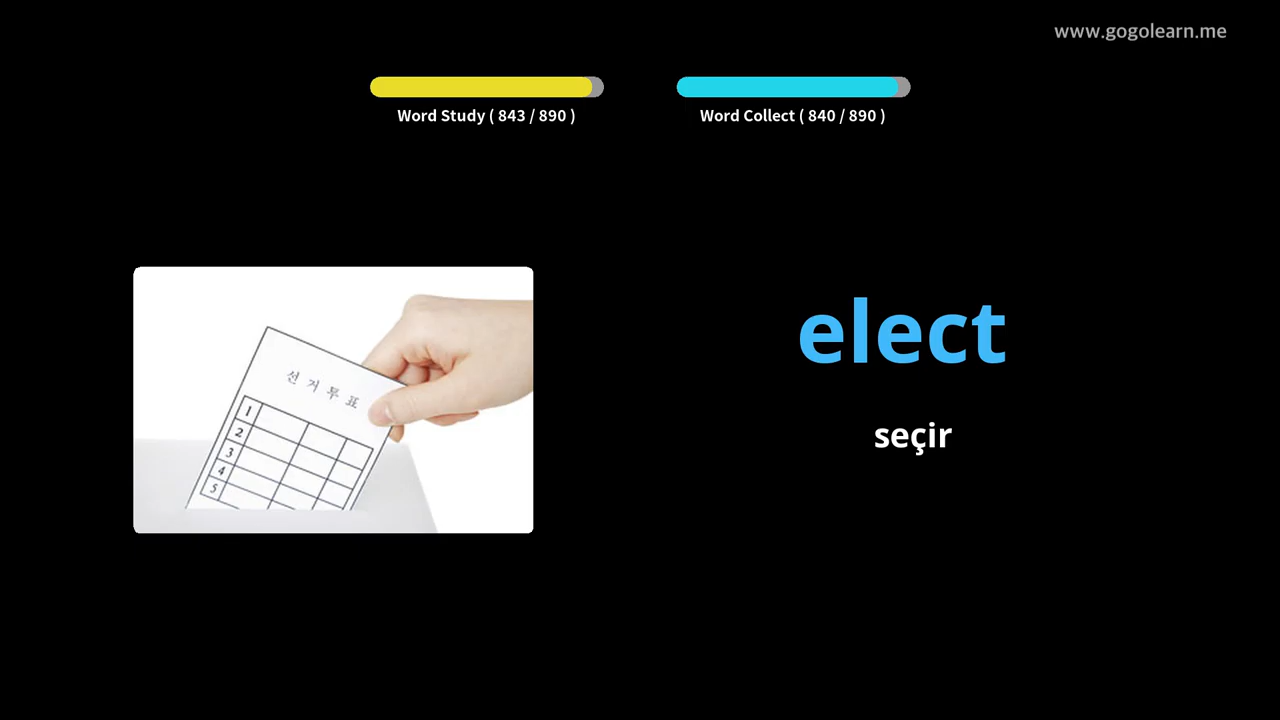 www.gogolearn.me
Word Study ( 843 / 890 )
Word Collect ( 840 / 890 )
선거투표
1
2
3
4
5
elect
seçir